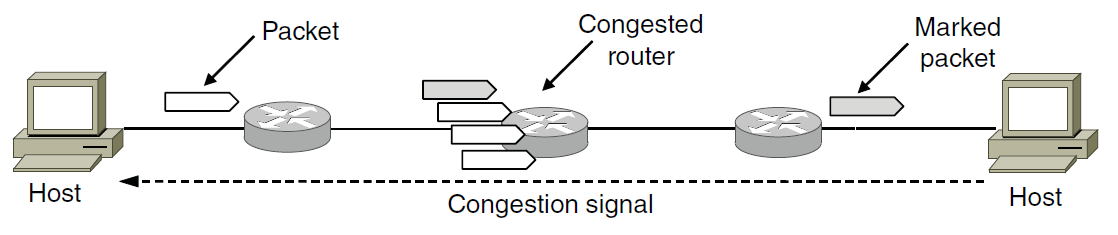 Packet
Congested
router
Marked
packet
Host
Congestion signal
Host